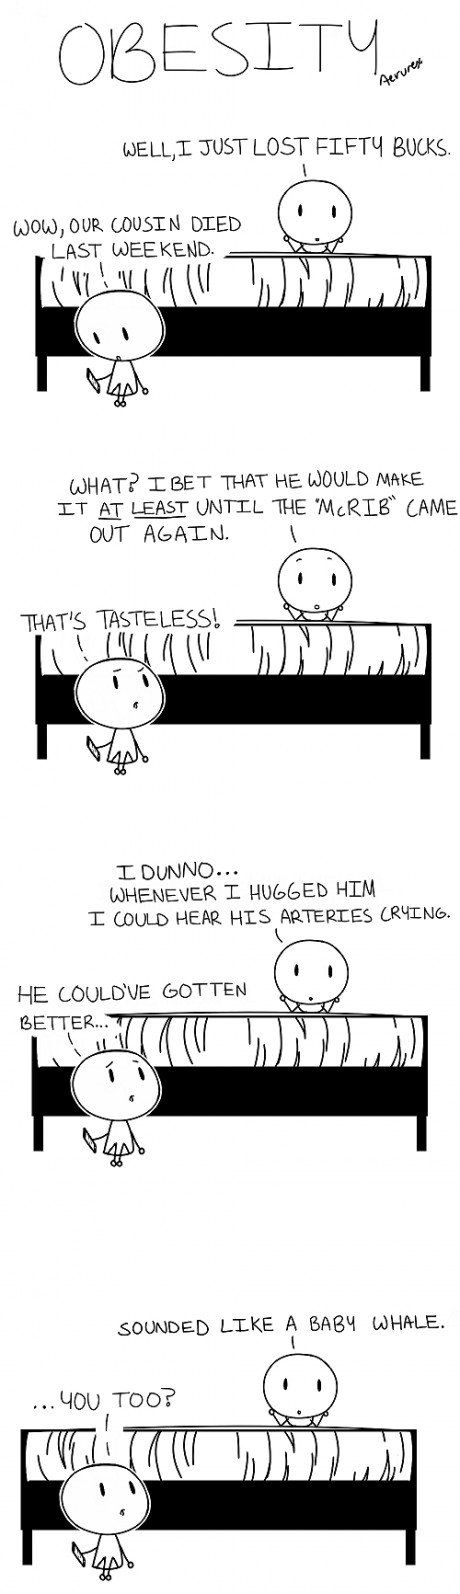 OBESITY
Aerurex
WELL, I JUST LOST FIFTY BUCKS.
WOW, OUR COUSIN DIED
LAST WEEKEND.
WHAT? I BET THAT HE WOULD MAKE
IT AT LEAST UNTIL THE "McRIB" CAME
OUT AGAIN.
THAT'S TASTELESS!
I DUNNO...
WHENEVER I HUGGED HIM
I COULD HEAR HIS ARTERIES CRYING.
HE COULD'VE GOTTEN
BETTER...
SOUNDED LIKE A BABY WHALE.
...YOU TOO?